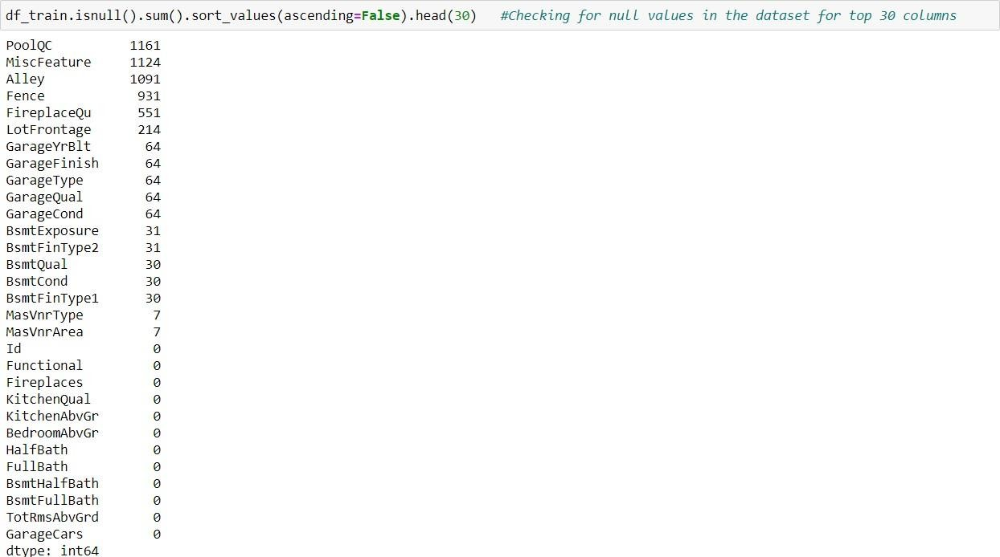 df_train.isnull().sum().sort_values(ascending=False).head(30)   #Checking for null values in the dataset for top 30 columns
PoolQC 1161
MiscFeature 1124
Alley 1091
Fence 931
FireplaceQu 551
LotFrontage 214
GarageYrBlt 64
GarageFinish 64
GarageType 64
GarageQual 64
GarageCond 64
BsmtExposure 31
BsmtFinType2 31
BsmtQual 30
BsmtCond 30
BsmtFinType1 30
MasVnrType 7
MasVnrArea 7
Id 0
Functional 0
Fireplaces 0
KitchenQual 0
KitchenAbvGr 0
BedroomAbvGr 0
HalfBath 0
FullBath 0
BsmtHalfBath 0
BsmtFullBath 0
TotRmsAbvGrd 0
GarageCars 0
dtype: int64